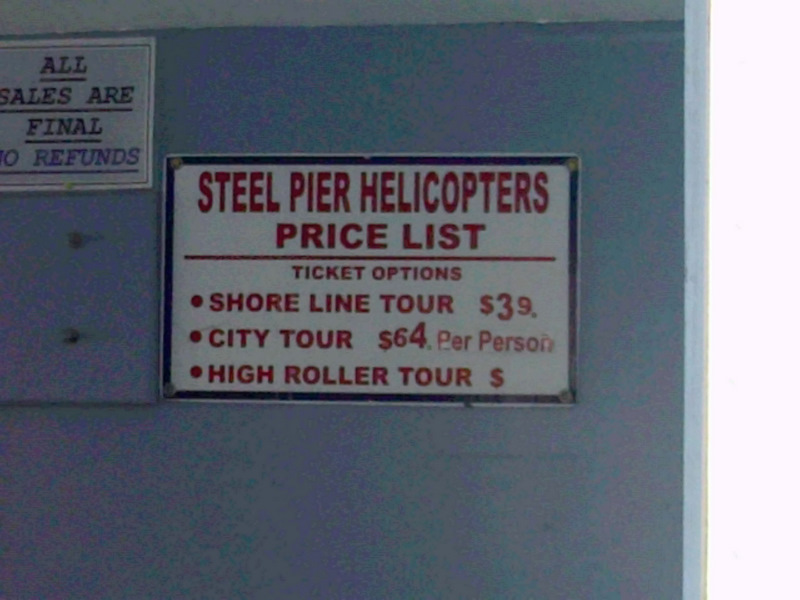 ALL
SALES ARE
FINAL
NO REFUNDS
STEEL PIER HELICOPTERS
PRICE LIST
TICKET OPTIONS
• SHORE LINE TOUR $39.
• CITY TOUR $64. Per Person
• HIGH ROLLER TOUR $